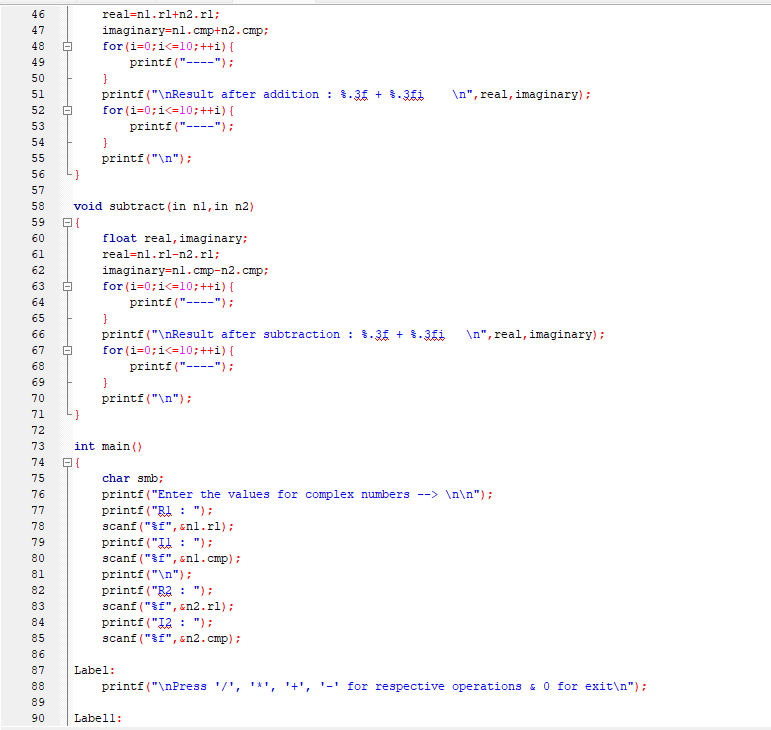 46 real=n1.rl+n2.rl;
47 imaginary=n1.cmp+n2.cmp;
48 for(i=0;i<=10;++i){
49 printf("----");
50 }
51 printf("\nResult after addition : %.3f + %.3fi    \n",real,imaginary);
52 for(i=0;i<=10;++i){
53 printf("----");
54 }
55 printf("\n");
56 }
57
58 void subtract(in n1,in n2)
59 {
60 float real,imaginary;
61 real=n1.rl-n2.rl;
62 imaginary=n1.cmp-n2.cmp;
63 for(i=0;i<=10;++i){
64 printf("----");
65 }
66 printf("\nResult after subtraction : %.3f + %.3fi   \n",real,imaginary);
67 for(i=0;i<=10;++i){
68 printf("----");
69 }
70 printf("\n");
71 }
72
73 int main()
74 {
75 char smb;
76 printf("Enter the values for complex numbers --> \n\n");
77 printf("R1 : ");
78 scanf("%f",&n1.rl);
79 printf("I1 : ");
80 scanf("%f",&n1.cmp);
81 printf("\n");
82 printf("R2 : ");
83 scanf("%f",&n2.rl);
84 printf("I2 : ");
85 scanf("%f",&n2.cmp);
86
87 Label:
88 printf("\nPress '/', '*', '+', '-' for respective operations & 0 for exit\n");
89
90 Label1: